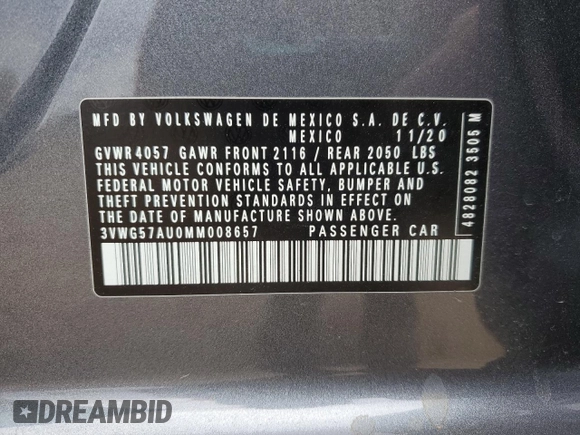 MFD BY VOLKSWAGEN DE MEXICO S.A. DE C.V.
MEXICO 11/20
GVWR 4057 GAWR FRONT 2116 / REAR 2050 LBS
THIS VEHICLE CONFORMS TO ALL APPLICABLE U.S.
FEDERAL MOTOR VEHICLE SAFETY, BUMPER AND
THEFT PREVENTION STANDARDS IN EFFECT ON
THE DATE OF MANUFACTURE SHOWN ABOVE
3VWG57AU0MM008657 PASSENGER CAR
4828082 3606 M
DREAMBID